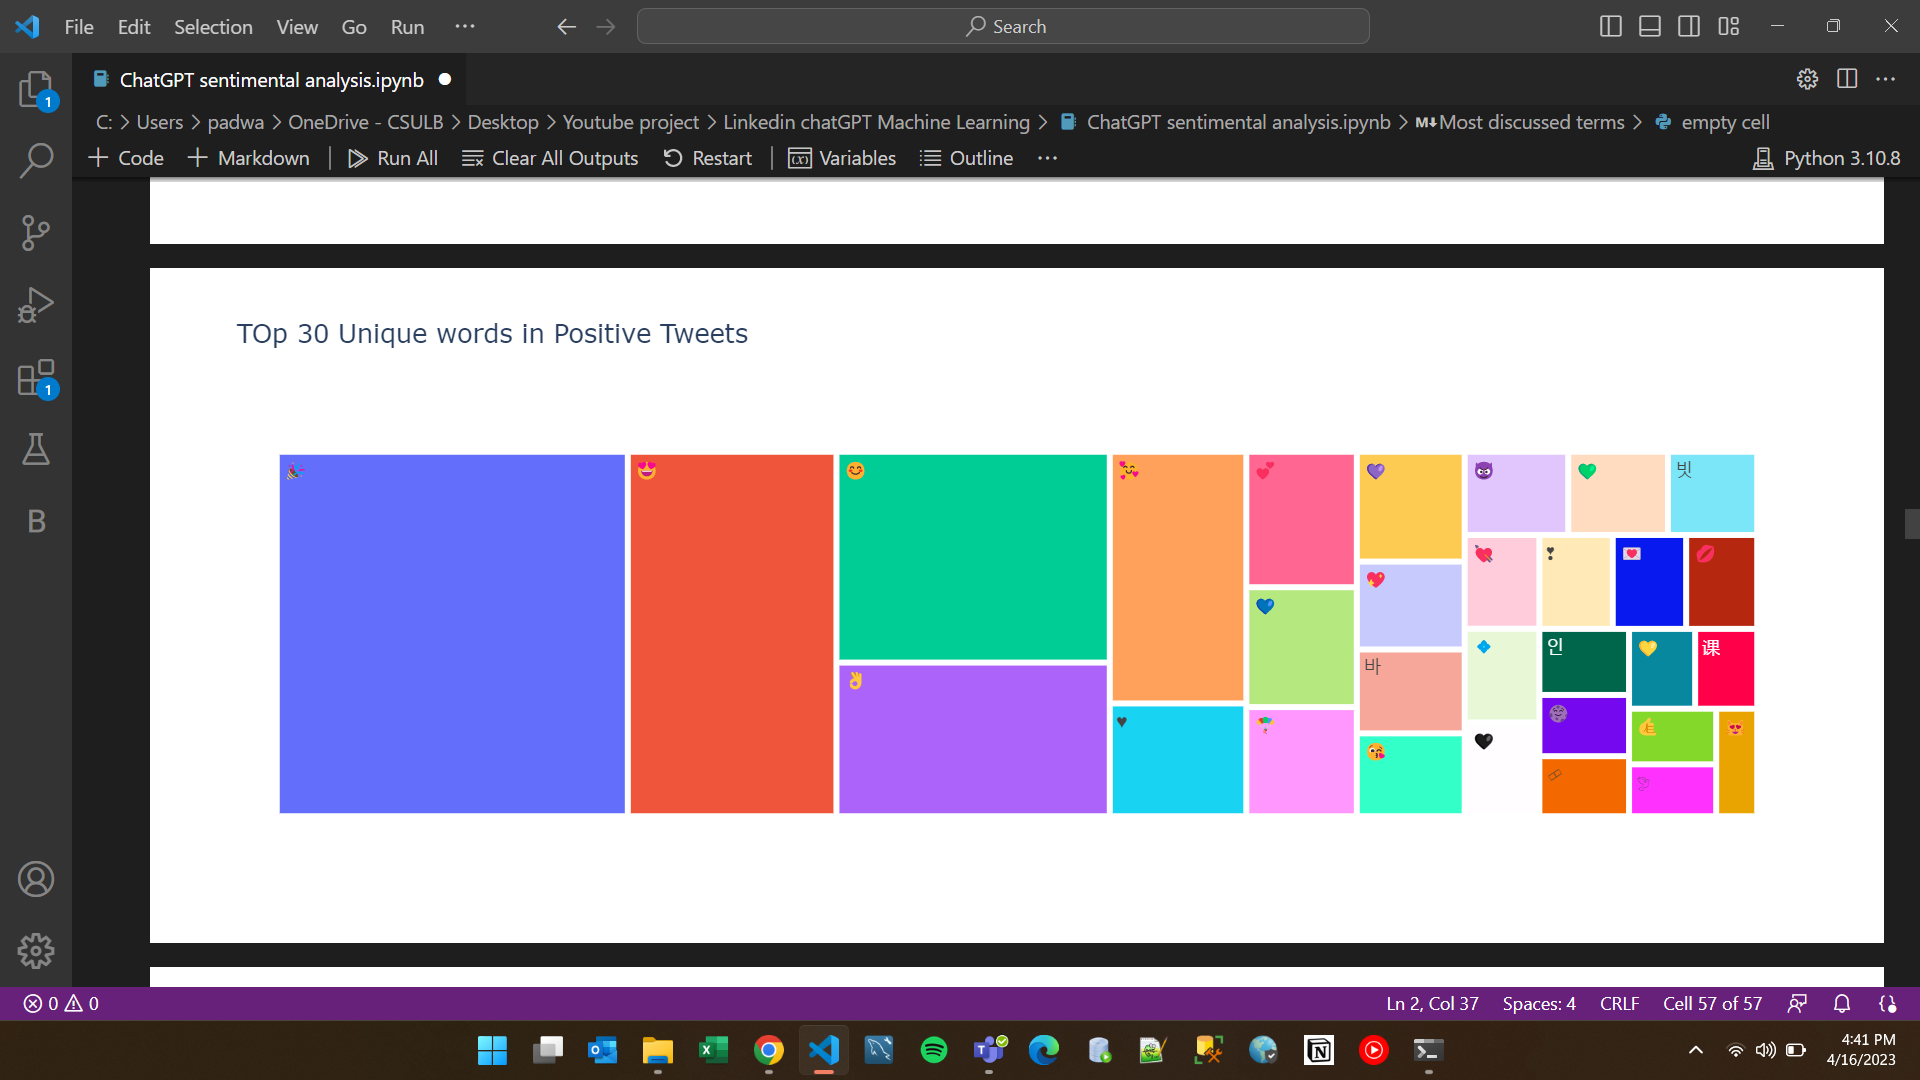 File Edit Selection View Go Run ··· Search
ChatGPT sentimental analysis.ipynb
C: > Users > padwa > OneDrive - CSULB > Desktop > Youtube project > Linkedin chatGPT Machine Learning > ChatGPT sentimental analysis.ipynb > M↓Most discussed terms > empty cell
+ Code + Markdown | Run All Clear All Outputs Restart | Variables Outline ··· Python 3.10.8
1
1
B
TOp 30 Unique words in Positive Tweets
🎉 😍 😊 🥰 💕 💜 😈 💚 빗
💘 ❣ 💌 💋
💖
💙
💠 인 💛 课
바
👌
♥ 🪂 😘 🖤 🤗 👍 😻
0 0
Ln 2, Col 37 Spaces: 4 CRLF Cell 57 of 57
4:41 PM
4/16/2023